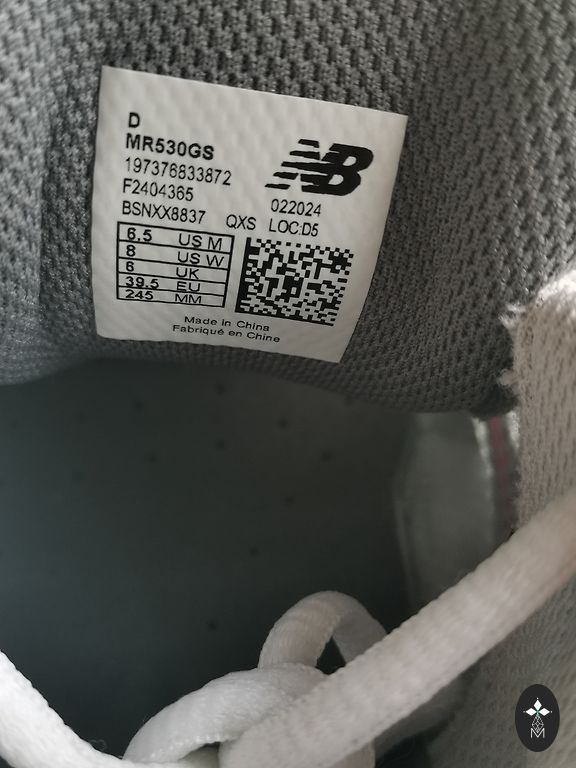 D
MR530GS
197376833872
F2404365
BSNXX8837
NB
022024
QXS LOC:D5
6.5 US M
8 US W
6 UK
39.5 EU
245 MM
Made in China
Fabriqué en Chine
M